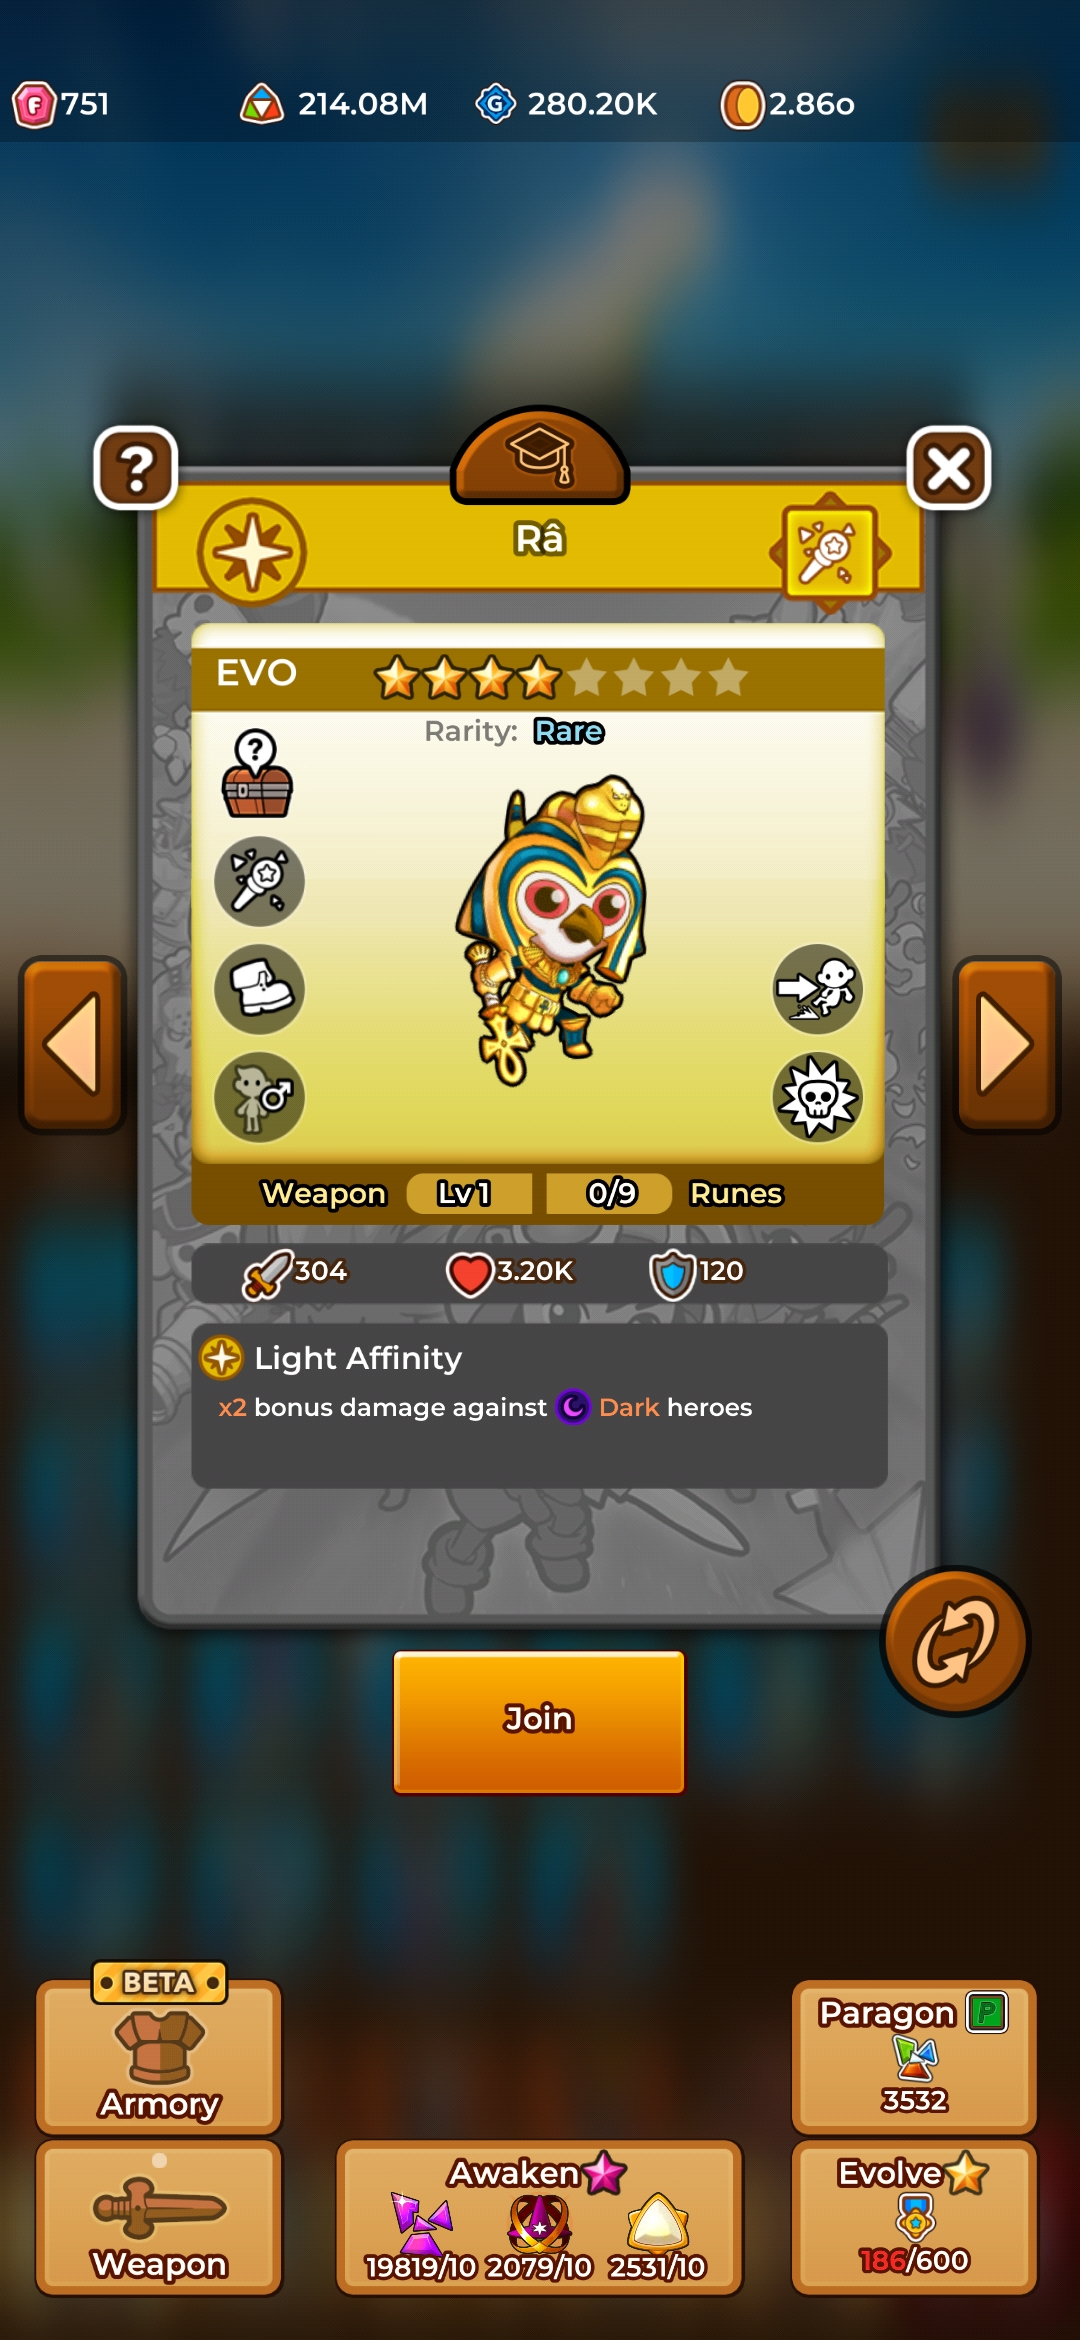 F 751 214.08M G 280.20K 2.86o
?
Râ
EVO
Rarity: Rare
?
Weapon Lv1 0/9 Runes
304 3.20K 120
Light Affinity
x2 bonus damage against Dark heroes
Join
BETA
Armory
Paragon P
3532
Weapon
Awaken
19819/10 2079/10 2531/10
Evolve
186/600